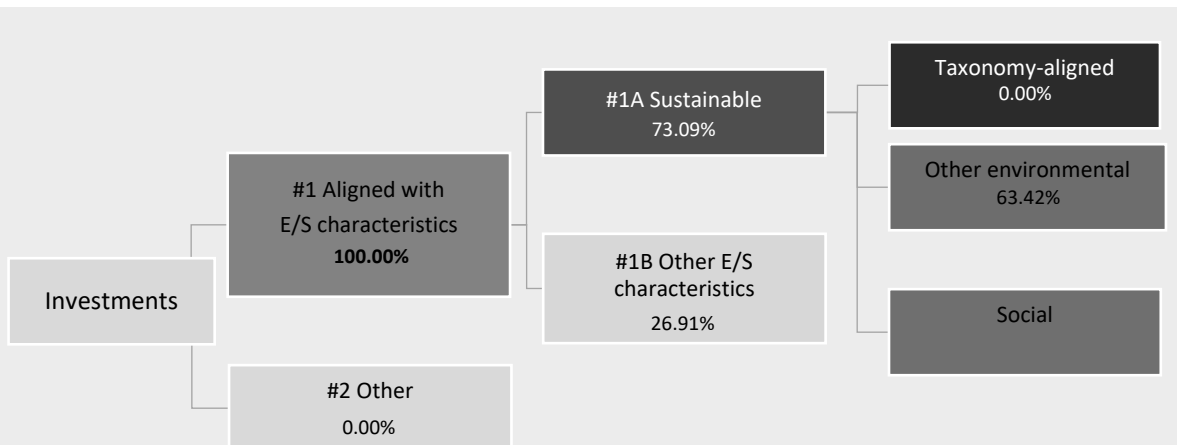 Investments
#1 Aligned with
E/S characteristics
100.00%
#2 Other
0.00%
#1A Sustainable
73.09%
#1B Other E/S
characteristics
26.91%
Taxonomy-aligned
0.00%
Other environmental
63.42%
Social